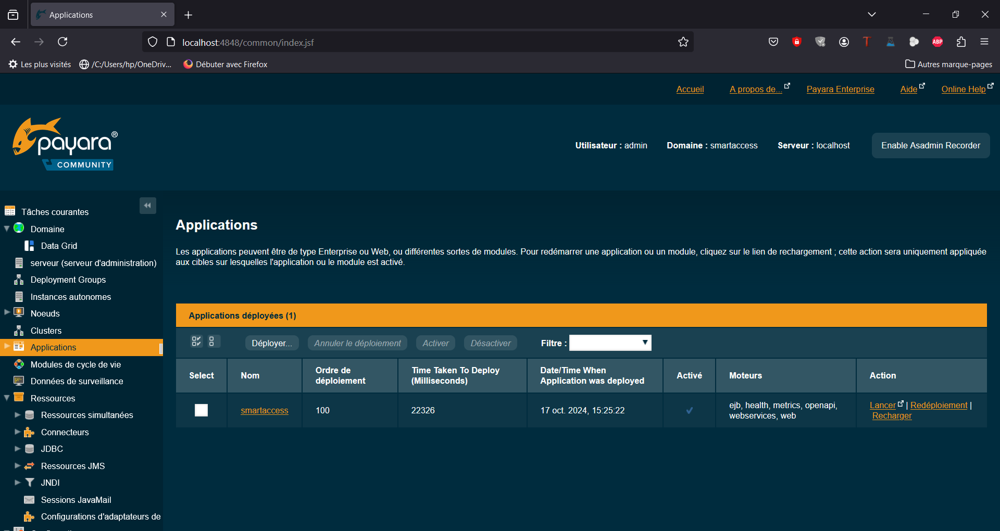 Applications
localhost:4848/common/index.jsf
ABP
Les plus visités
/C:/Users/hp/OneDriv...
Débuter avec Firefox
Autres marque-pages
Accueil
A propos de...
Payara Enterprise
Aide
Online Help
payara®
COMMUNITY
Utilisateur : admin
Domaine : smartaccess
Serveur : localhost
Enable Asadmin Recorder
Tâches courantes
Domaine
Data Grid
serveur (serveur d'administration)
Deployment Groups
Instances autonomes
Noeuds
Clusters
Applications
Modules de cycle de vie
Données de surveillance
Ressources
Ressources simultanées
Connecteurs
JDBC
Ressources JMS
JNDI
Sessions JavaMail
Configurations d'adaptateurs de
Applications
Les applications peuvent être de type Enterprise ou Web, ou différentes sortes de modules. Pour redémarrer une application ou un module, cliquez sur le lien de rechargement ; cette action sera uniquement appliquée
aux cibles sur lesquelles l'application ou le module est activé.
Applications déployées (1)
Déployer...
Annuler le déploiement
Activer
Désactiver
Filtre :
Select
Nom
Ordre de
déploiement
Time Taken To Deploy
(Milliseconds)
Date/Time When
Application was deployed
Activé
Moteurs
Action
smartaccess
100
22326
17 oct. 2024, 15:25:22
ejb, health, metrics, openapi,
webservices, web
Lancer | Redéploiement |
Recharger